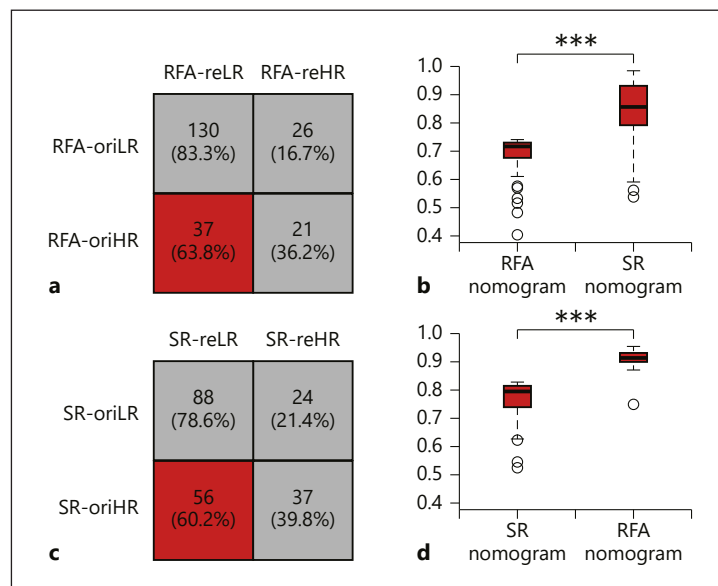 RFA-reLR RFA-reHR
RFA-oriLR
130
(83.3%)
26
(16.7%)
RFA-oriHR
37
(63.8%)
21
(36.2%)
a
***
1.0
0.9
0.8
0.7
0.6
0.5
0.4
RFA
nomogram
SR
nomogram
b
SR-reLR SR-reHR
SR-oriLR
88
(78.6%)
24
(21.4%)
SR-oriHR
56
(60.2%)
37
(39.8%)
c
***
1.0
0.9
0.8
0.7
0.6
0.5
0.4
SR
nomogram
RFA
nomogram
d